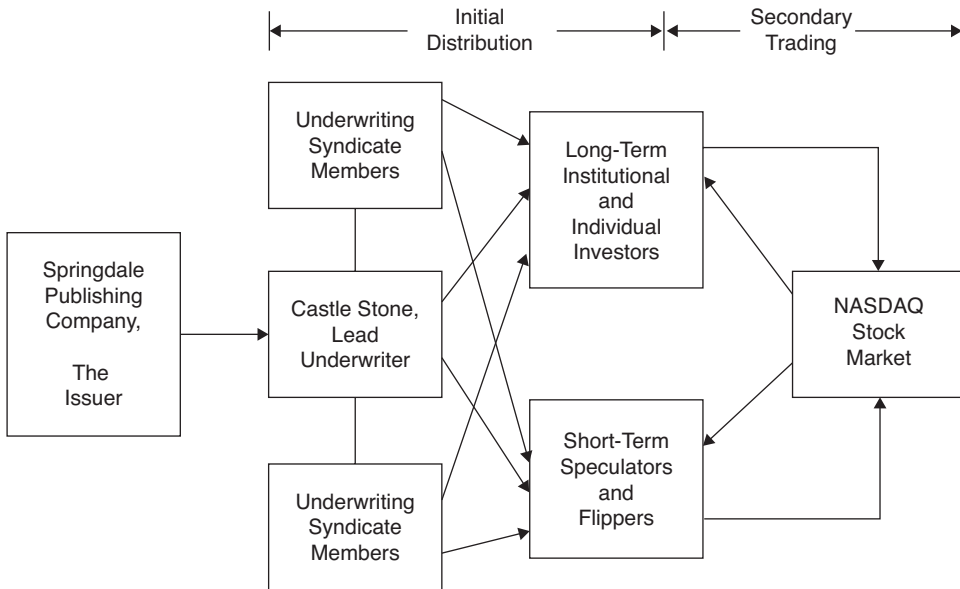 Initial
Distribution
Secondary
Trading
Underwriting
Syndicate
Members
Long-Term
Institutional
and
Individual
Investors
Springdale
Publishing
Company,
The
Issuer
Castle Stone,
Lead
Underwriter
NASDAQ
Stock
Market
Short-Term
Speculators
and
Flippers
Underwriting
Syndicate
Members